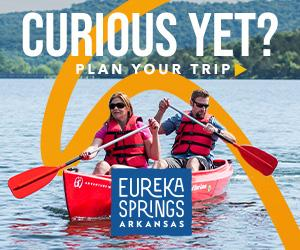 CURIOUS YET?
PLAN YOUR TRIP
EUREKA
SPRINGS
ARKANSAS